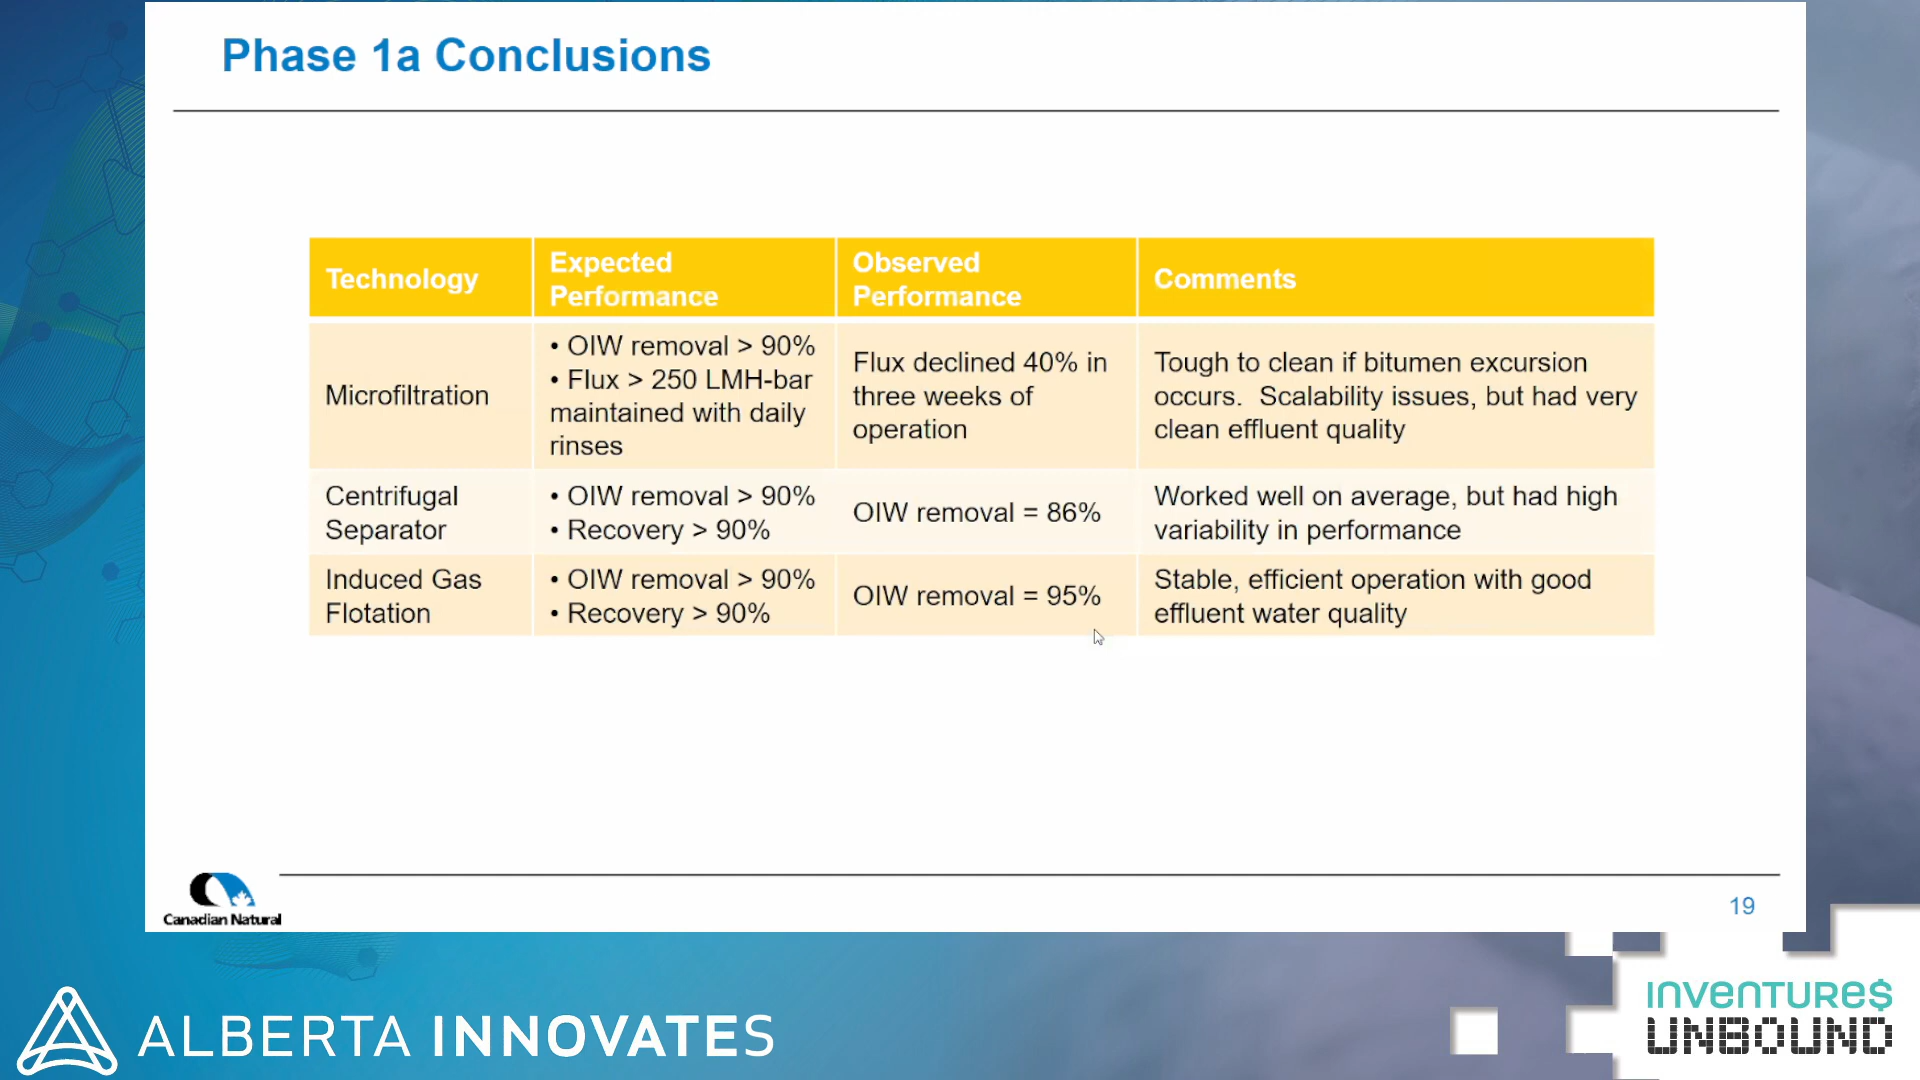 Phase 1a Conclusions
Technology
Expected
Performance
Observed
Performance
Comments
Microfiltration
• OIW removal > 90%
• Flux > 250 LMH-bar
maintained with daily
rinses
Flux declined 40% in
three weeks of
operation
Tough to clean if bitumen excursion
occurs.  Scalability issues, but had very
clean effluent quality
Centrifugal
Separator
• OIW removal > 90%
• Recovery > 90%
OIW removal = 86%
Worked well on average, but had high
variability in performance
Induced Gas
Flotation
• OIW removal > 90%
• Recovery > 90%
OIW removal = 95%
Stable, efficient operation with good
effluent water quality
Canadian Natural
19
ALBERTA INNOVATES
INVENTURE$
UNBOUND